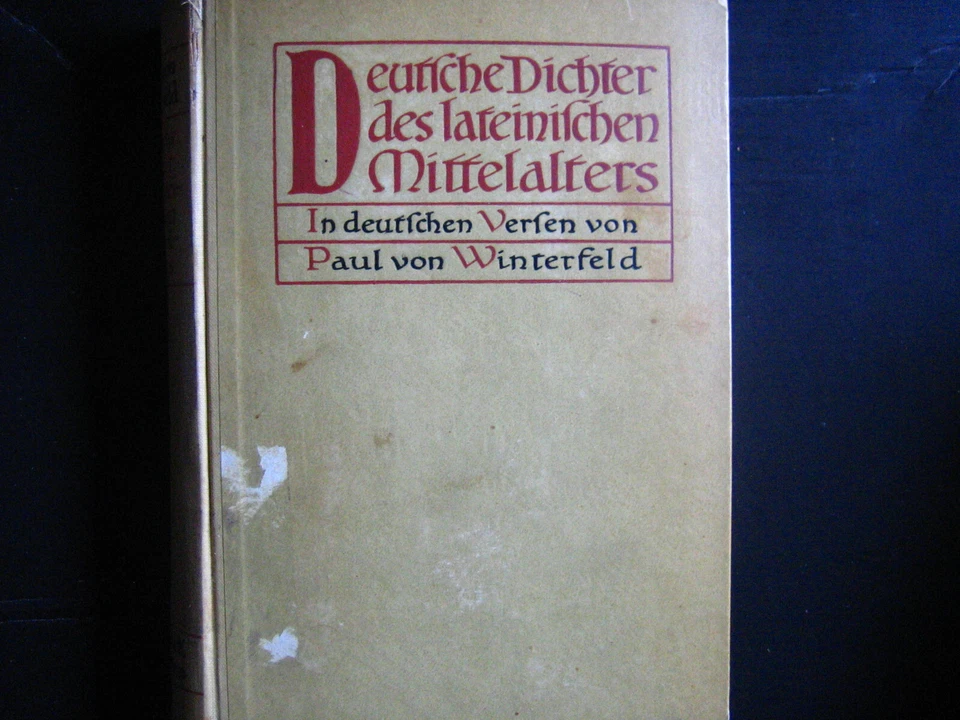 Deutſche Dichter
des lateiniſchen
Mittelalters
In deutſchen Verſen von
Paul von Winterfeld